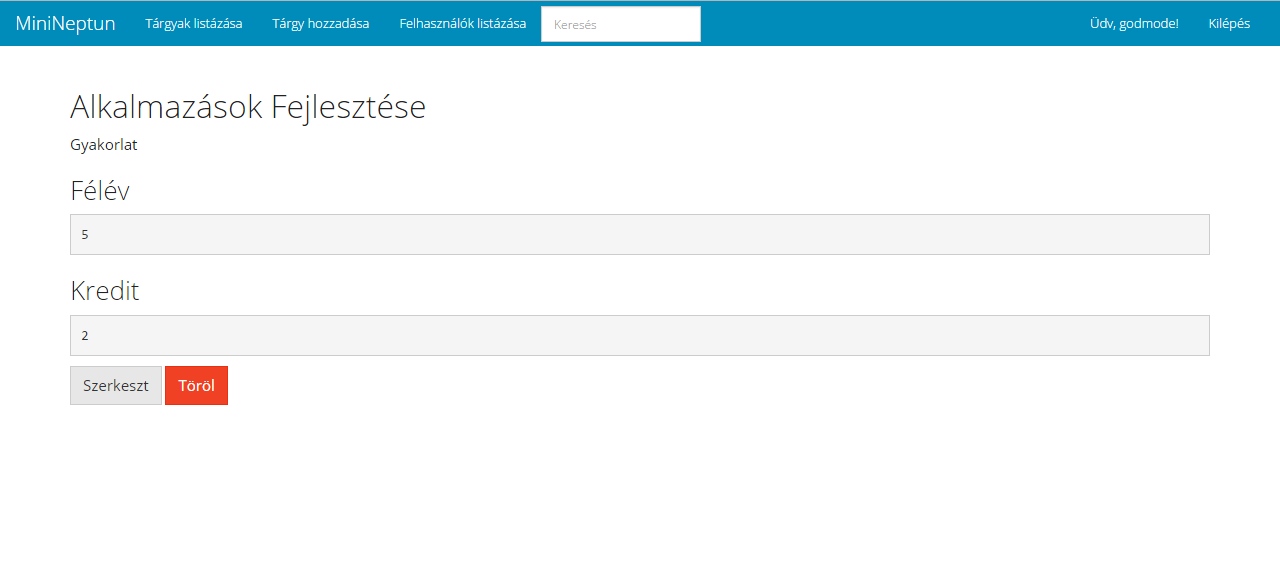 MiniNeptun Tárgyak listázása Tárgy hozzadása Felhasználók listázása Keresés Üdv, godmode! Kilépés
Alkalmazások Fejlesztése
Gyakorlat
Félév
5
Kredit
2
Szerkeszt Töröl